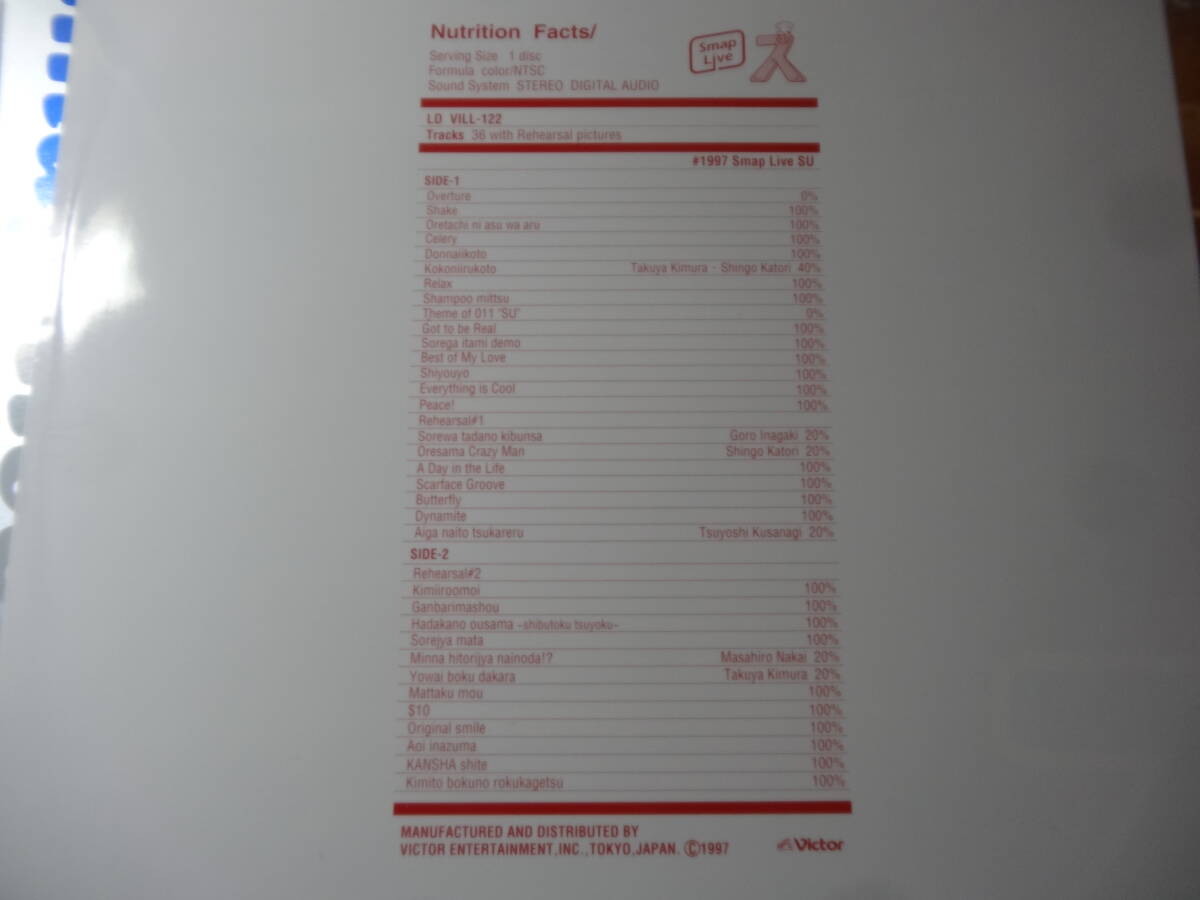 Nutrition Facts/
Serving Size 1 disc
Formula color/NTSC
Sound System STEREO DIGITAL AUDIO
Smap
Live
ス
LD VILL-122
Tracks 36 with Rehearsal pictures
#1997 Smap Live SU
SIDE-1
Overture 0%
Shake 100%
Oretachi ni asu wa aru 100%
Celery 100%
Donnaiikoto 100%
Kokoniirukoto Takuya Kimura · Shingo Katori 40%
Relax 100%
Shampoo mittsu 100%
Theme of 011 "SU" 0%
Got to be Real 100%
Sorega itami demo 100%
Best of My Love 100%
Shiyouyo 100%
Everything is Cool 100%
Peace! 100%
Rehearsal#1
Sorewa tadano kibunsa Goro Inagaki 20%
Oresama Crazy Man Shingo Katori 20%
A Day in the Life 100%
Scarface Groove 100%
Butterfly 100%
Dynamite 100%
Aiga naito tsukareru Tsuyoshi Kusanagi 20%
SIDE-2
Rehearsal#2
Kimiiroomoi 100%
Ganbarimashou 100%
Hadakano ousama ~shibutoku tsuyoku~ 100%
Sorejya mata 100%
Minna hitorijya nainoda!? Masahiro Nakai 20%
Yowai boku dakara Takuya Kimura 20%
Mattaku mou 100%
$10 100%
Original smile 100%
Aoi inazuma 100%
KANSHA shite 100%
Kimito bokuno rokukagetsu 100%
MANUFACTURED AND DISTRIBUTED BY
VICTOR ENTERTAINMENT,INC.,TOKYO,JAPAN. ©1997
Victor